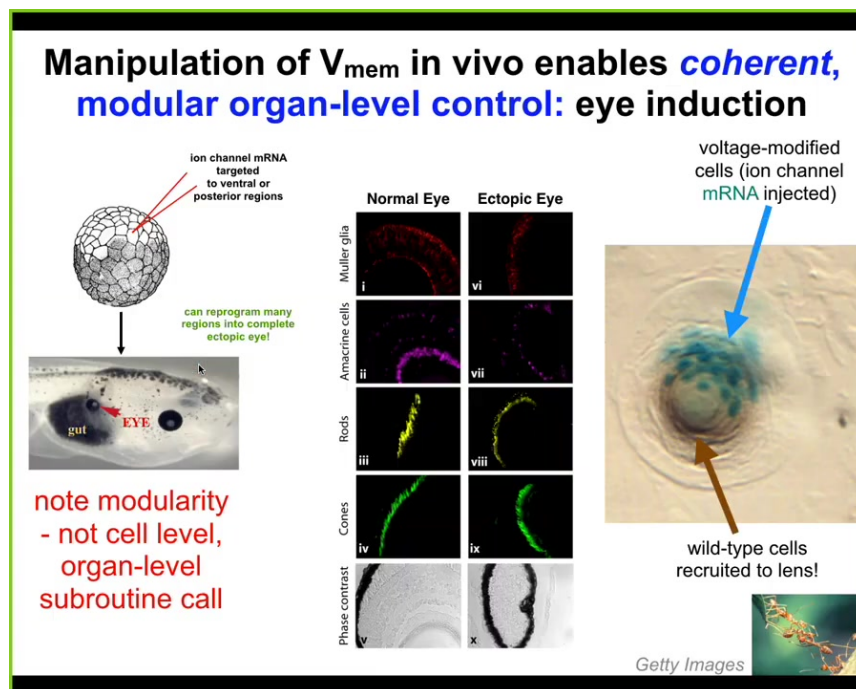 Manipulation of Vmem in vivo enables coherent,
modular organ-level control: eye induction
ion channel mRNA
targeted
to ventral or
posterior regions
can reprogram many
regions into complete
ectopic eye!
gut
EYE
note modularity
- not cell level,
organ-level
subroutine call
Normal Eye
Ectopic Eye
Muller glia
i
vi
Amacrine cells
ii
vii
Rods
iii
viii
Cones
iv
ix
Phase contrast
v
x
voltage-modified
cells (ion channel
mRNA injected)
wild-type cells
recruited to lens!
Getty Images